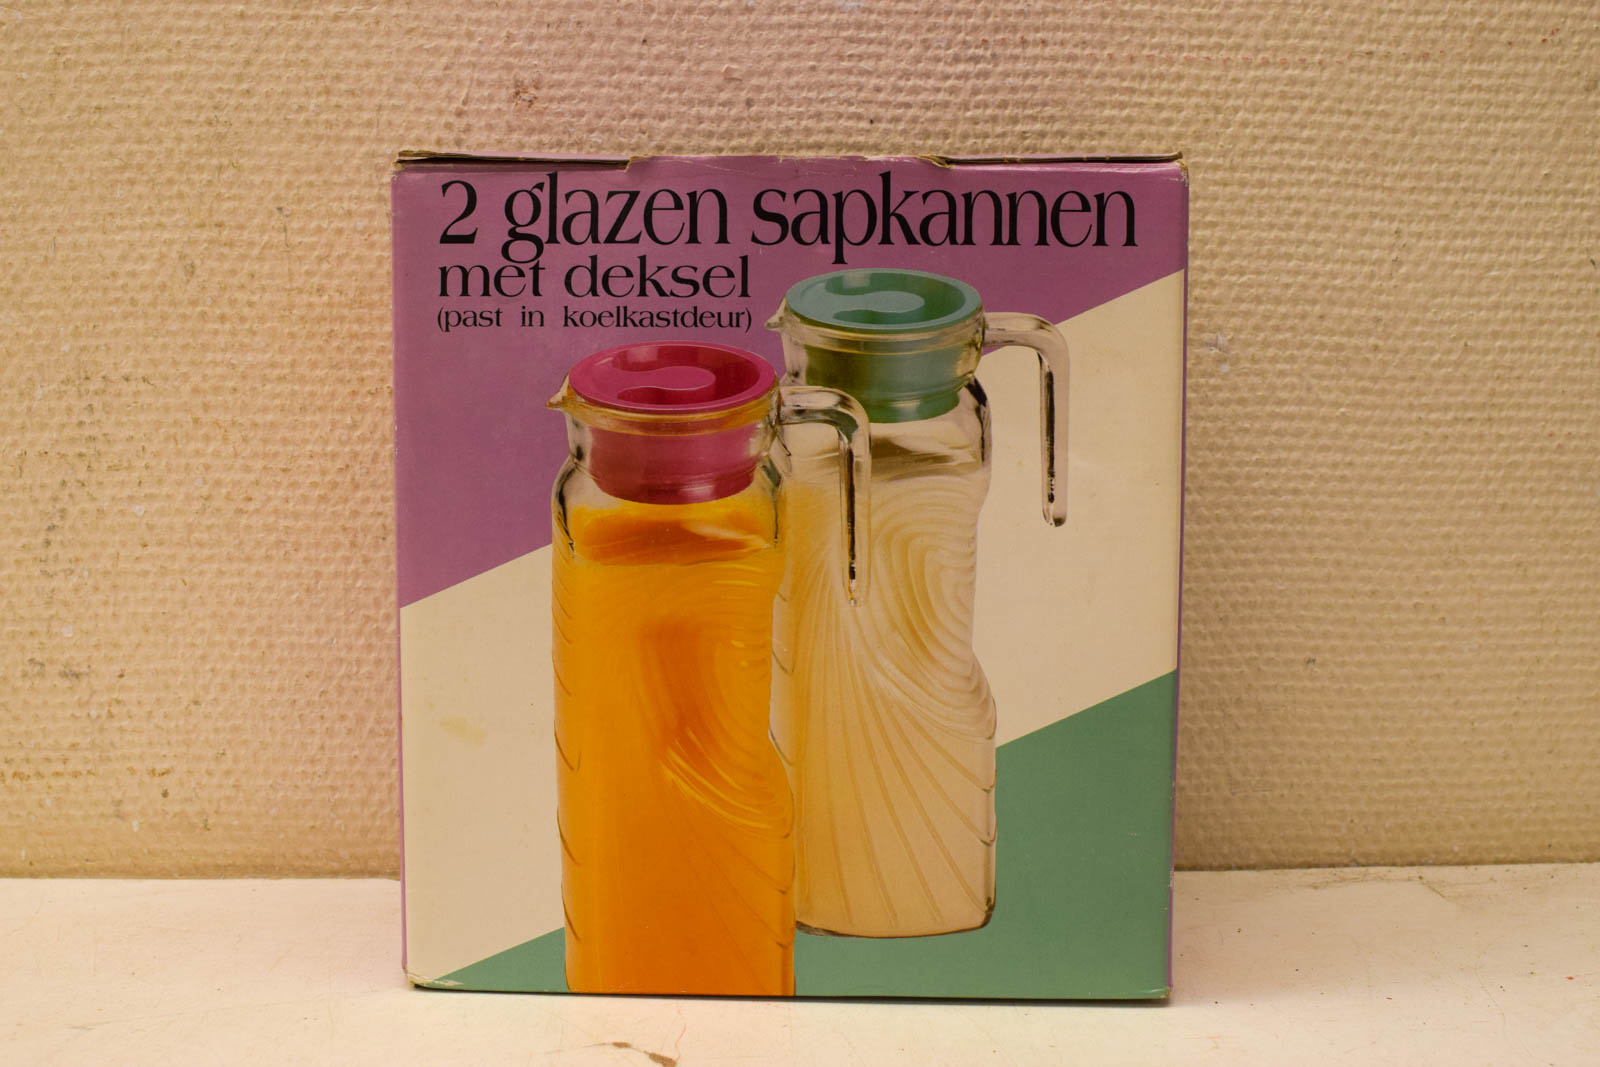 2 glazen sapkannen
met deksel
(past in koelkastdeur)